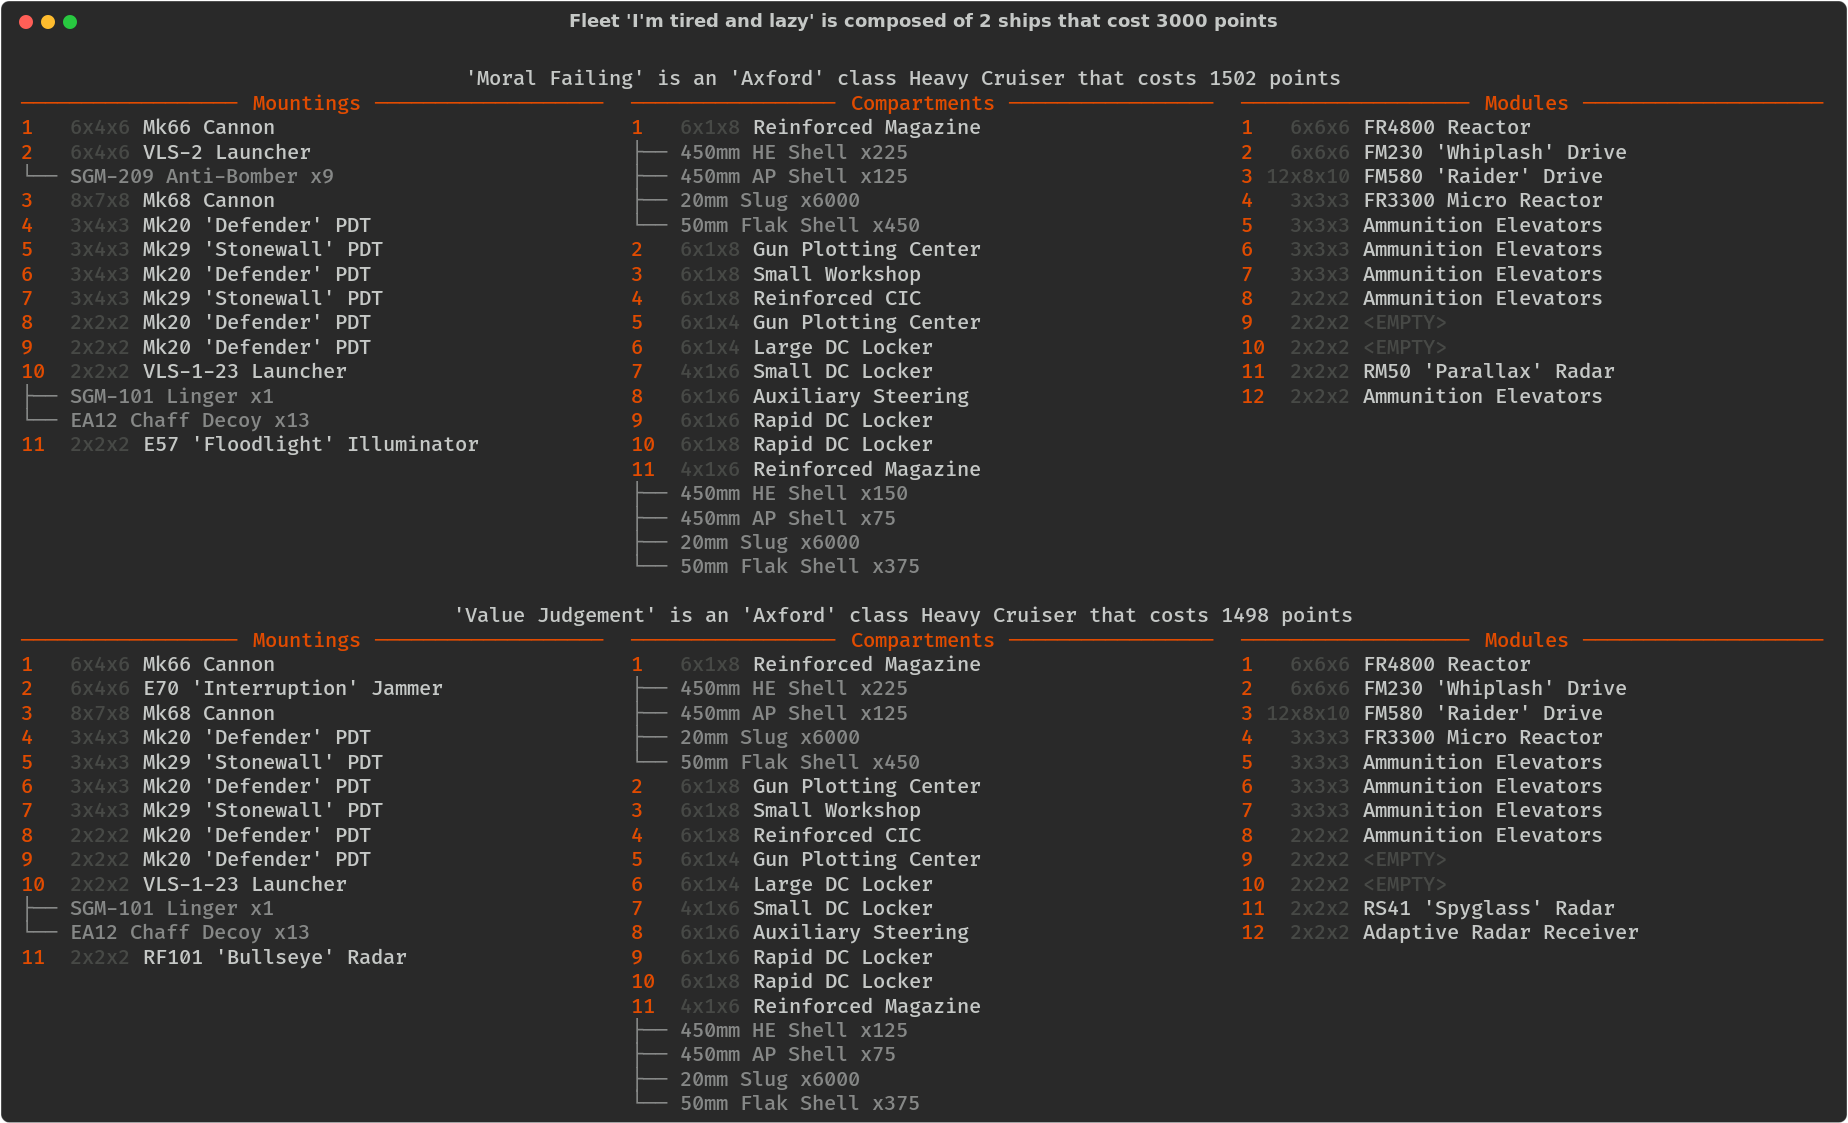 Fleet 'I'm tired and lazy' is composed of 2 ships that cost 3000 points
'Moral Failing' is an 'Axford' class Heavy Cruiser that costs 1502 points
Mountings
1 6x4x6 Mk66 Cannon
2 6x4x6 VLS-2 Launcher
SGM-209 Anti-Bomber x9
3 8x7x8 Mk68 Cannon
4 3x4x3 Mk20 'Defender' PDT
5 3x4x3 Mk29 'Stonewall' PDT
6 3x4x3 Mk20 'Defender' PDT
7 3x4x3 Mk29 'Stonewall' PDT
8 2x2x2 Mk20 'Defender' PDT
9 2x2x2 Mk20 'Defender' PDT
10 2x2x2 VLS-1-23 Launcher
SGM-101 Linger x1
EA12 Chaff Decoy x13
11 2x2x2 E57 'Floodlight' Illuminator
Compartments
1 6x1x8 Reinforced Magazine
450mm HE Shell x225
450mm AP Shell x125
20mm Slug x6000
50mm Flak Shell x450
2 6x1x8 Gun Plotting Center
3 6x1x8 Small Workshop
4 6x1x8 Reinforced CIC
5 6x1x4 Gun Plotting Center
6 6x1x4 Large DC Locker
7 4x1x6 Small DC Locker
8 6x1x6 Auxiliary Steering
9 6x1x6 Rapid DC Locker
10 6x1x8 Rapid DC Locker
11 4x1x6 Reinforced Magazine
450mm HE Shell x150
450mm AP Shell x75
20mm Slug x6000
50mm Flak Shell x375
Modules
1 6x6x6 FR4800 Reactor
2 6x6x6 FM230 'Whiplash' Drive
3 12x8x10 FM580 'Raider' Drive
4 3x3x3 FR3300 Micro Reactor
5 3x3x3 Ammunition Elevators
6 3x3x3 Ammunition Elevators
7 3x3x3 Ammunition Elevators
8 2x2x2 Ammunition Elevators
9 2x2x2 <EMPTY>
10 2x2x2 <EMPTY>
11 2x2x2 RM50 'Parallax' Radar
12 2x2x2 Ammunition Elevators
'Value Judgement' is an 'Axford' class Heavy Cruiser that costs 1498 points
Mountings
1 6x4x6 Mk66 Cannon
2 6x4x6 E70 'Interruption' Jammer
3 8x7x8 Mk68 Cannon
4 3x4x3 Mk20 'Defender' PDT
5 3x4x3 Mk29 'Stonewall' PDT
6 3x4x3 Mk20 'Defender' PDT
7 3x4x3 Mk29 'Stonewall' PDT
8 2x2x2 Mk20 'Defender' PDT
9 2x2x2 Mk20 'Defender' PDT
10 2x2x2 VLS-1-23 Launcher
SGM-101 Linger x1
EA12 Chaff Decoy x13
11 2x2x2 RF101 'Bullseye' Radar
Compartments
1 6x1x8 Reinforced Magazine
450mm HE Shell x225
450mm AP Shell x125
20mm Slug x6000
50mm Flak Shell x450
2 6x1x8 Gun Plotting Center
3 6x1x8 Small Workshop
4 6x1x8 Reinforced CIC
5 6x1x4 Gun Plotting Center
6 6x1x4 Large DC Locker
7 4x1x6 Small DC Locker
8 6x1x6 Auxiliary Steering
9 6x1x6 Rapid DC Locker
10 6x1x8 Rapid DC Locker
11 4x1x6 Reinforced Magazine
450mm HE Shell x125
450mm AP Shell x75
20mm Slug x6000
50mm Flak Shell x375
Modules
1 6x6x6 FR4800 Reactor
2 6x6x6 FM230 'Whiplash' Drive
3 12x8x10 FM580 'Raider' Drive
4 3x3x3 FR3300 Micro Reactor
5 3x3x3 Ammunition Elevators
6 3x3x3 Ammunition Elevators
7 3x3x3 Ammunition Elevators
8 2x2x2 Ammunition Elevators
9 2x2x2 <EMPTY>
10 2x2x2 <EMPTY>
11 2x2x2 RS41 'Spyglass' Radar
12 2x2x2 Adaptive Radar Receiver